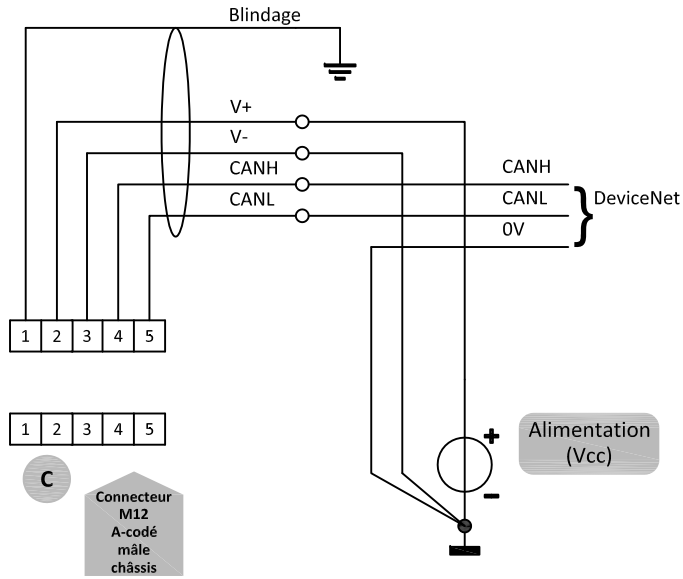 Blindage
V+
V-
CANH
CANH
CANL
CANL
DeviceNet
0V
1 2 3 4 5
1 2 3 4 5
+
Alimentation
(Vcc)
C
-
Connecteur
M12
A-codé
mâle
châssis